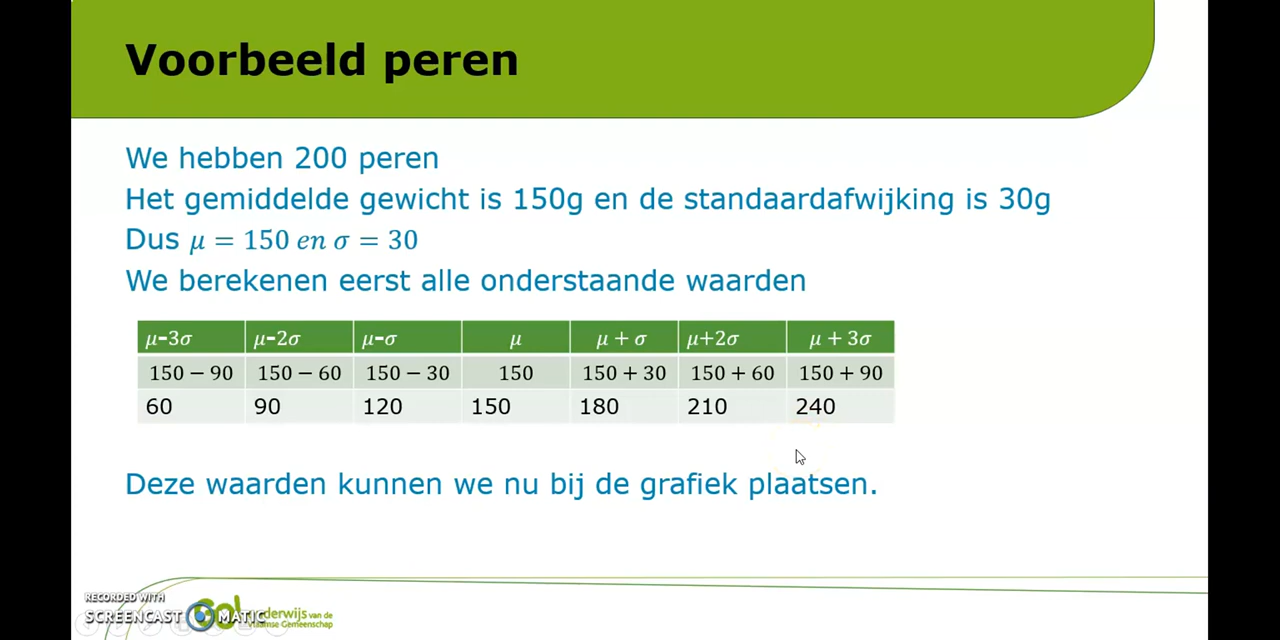 Voorbeeld peren
We hebben 200 peren
Het gemiddelde gewicht is 150g en de standaardafwijking is 30g
Dus μ = 150 en σ = 30
We berekenen eerst alle onderstaande waarden
μ-3σ μ-2σ μ-σ μ μ + σ μ+2σ μ + 3σ
150 − 90 150 − 60 150 − 30 150 150 + 30 150 + 60 150 + 90
60 90 120 150 180 210 240
Deze waarden kunnen we nu bij de grafiek plaatsen.
RECORDED WITH
SCREENCAST MATIC
van de
Gemeenschap